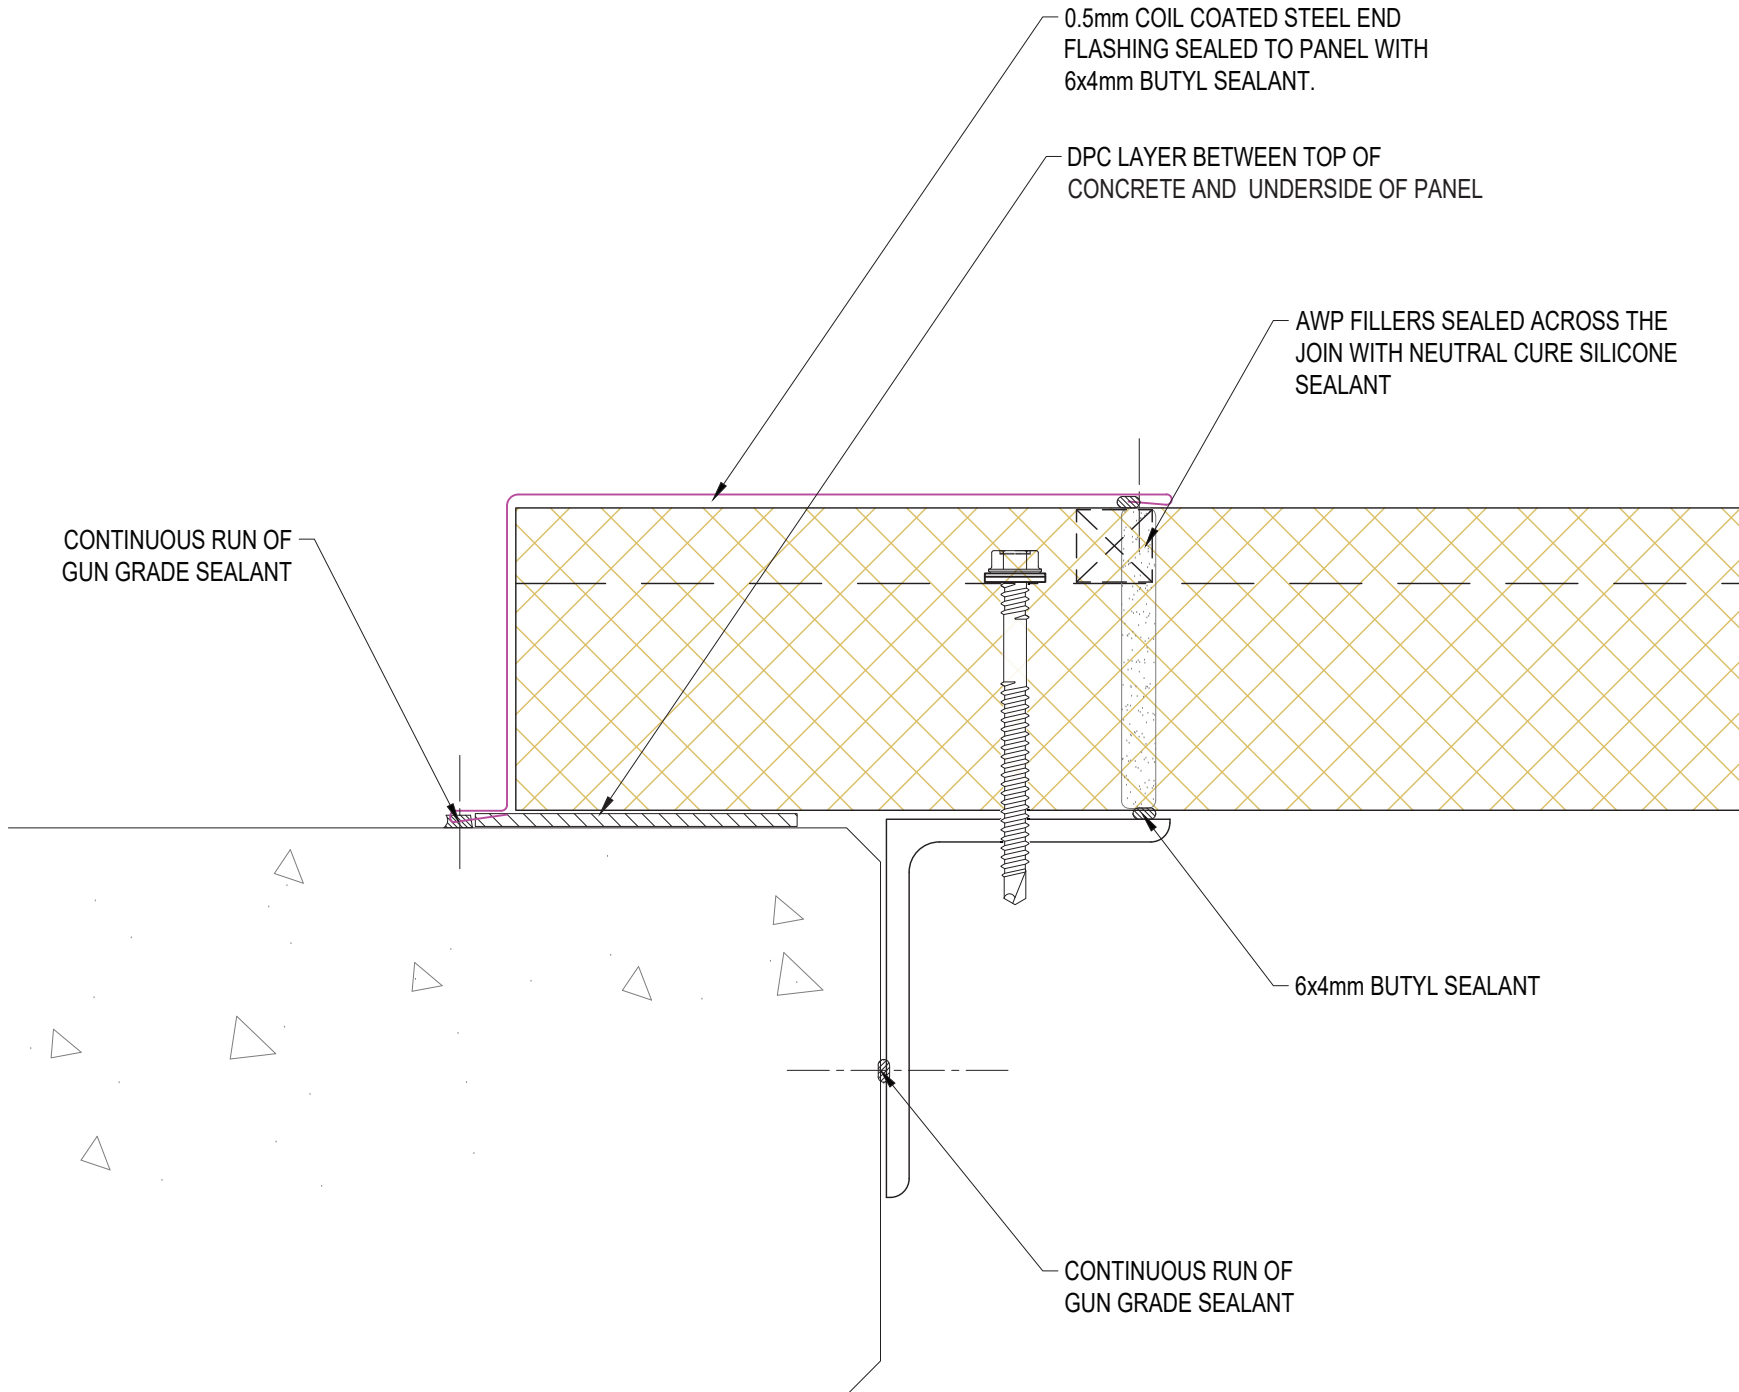 0.5mm COIL COATED STEEL END
FLASHING SEALED TO PANEL WITH
6x4mm BUTYL SEALANT.
DPC LAYER BETWEEN TOP OF
CONCRETE AND UNDERSIDE OF PANEL
AWP FILLERS SEALED ACROSS THE
JOIN WITH NEUTRAL CURE SILICONE
SEALANT
CONTINUOUS RUN OF
GUN GRADE SEALANT
6x4mm BUTYL SEALANT
CONTINUOUS RUN OF
GUN GRADE SEALANT